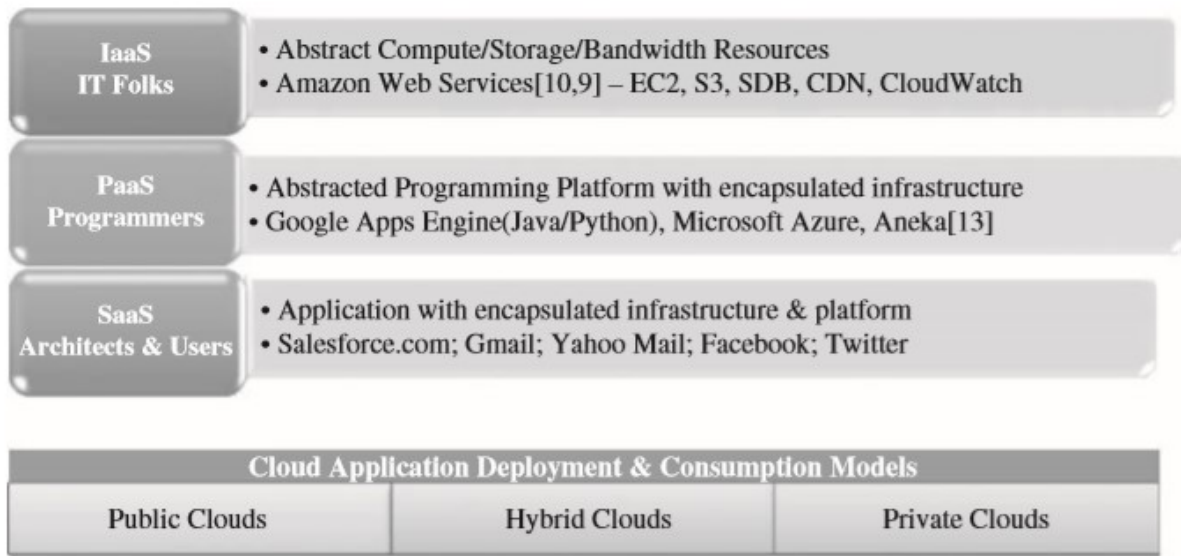 IaaS
IT Folks
• Abstract Compute/Storage/Bandwidth Resources
• Amazon Web Services[10,9] – EC2, S3, SDB, CDN, CloudWatch
PaaS
Programmers
• Abstracted Programming Platform with encapsulated infrastructure
• Google Apps Engine(Java/Python), Microsoft Azure, Aneka[13]
SaaS
Architects & Users
• Application with encapsulated infrastructure & platform
• Salesforce.com; Gmail; Yahoo Mail; Facebook; Twitter
Cloud Application Deployment & Consumption Models
Public Clouds
Hybrid Clouds
Private Clouds